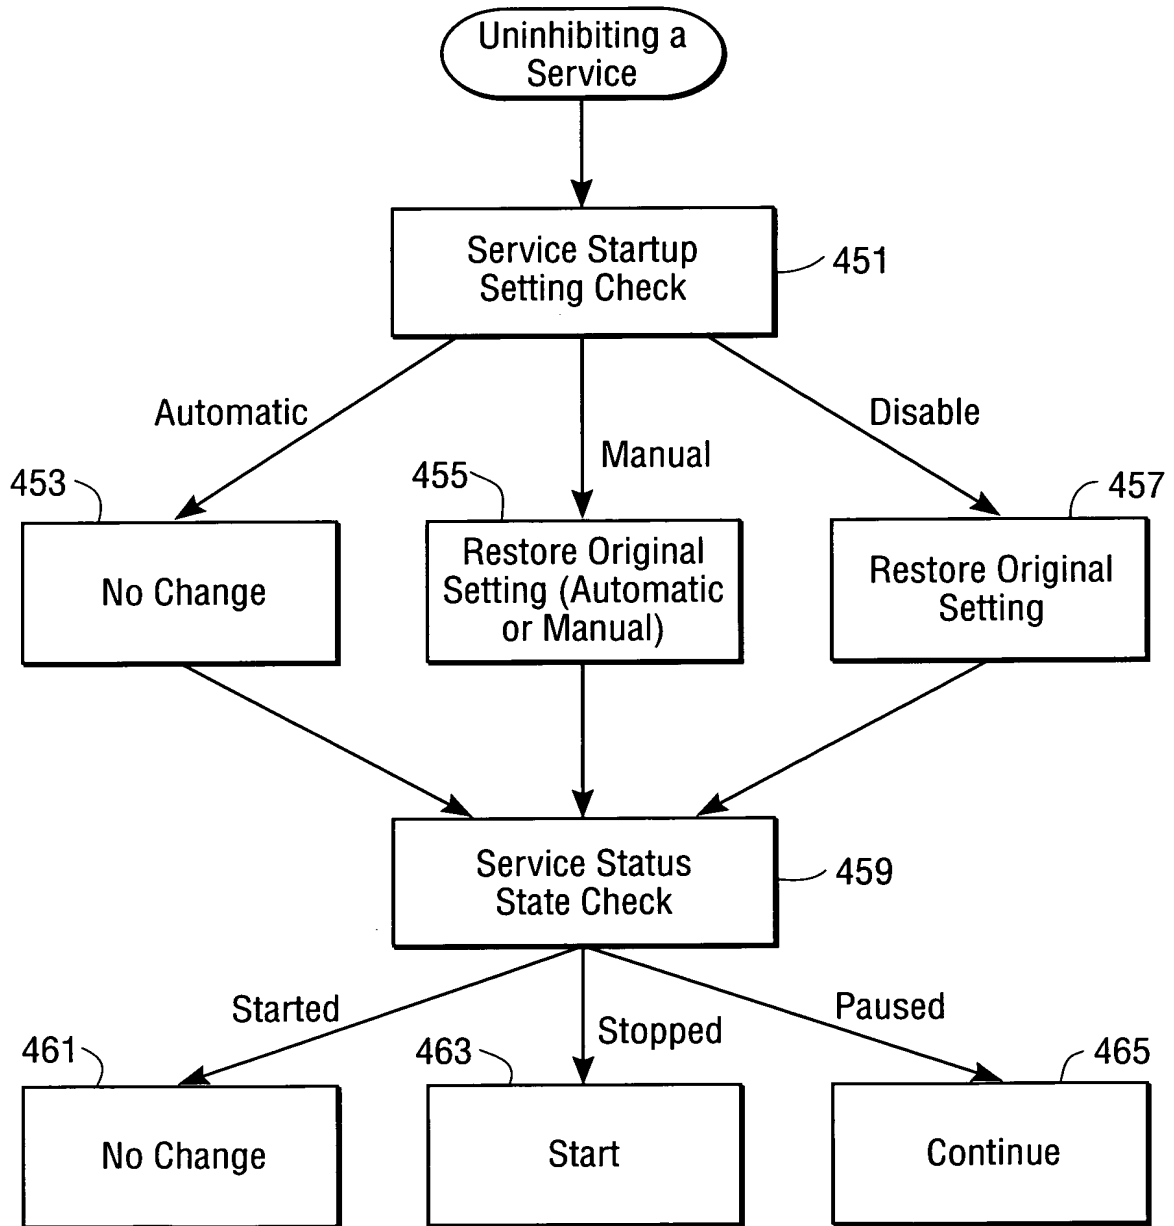 Uninhibiting a
Service
Service Startup
Setting Check
451
Automatic
Manual
Disable
453
455
457
No Change
Restore Original
Setting (Automatic
or Manual)
Restore Original
Setting
Service Status
State Check
459
Started
Stopped
Paused
461
463
465
No Change
Start
Continue